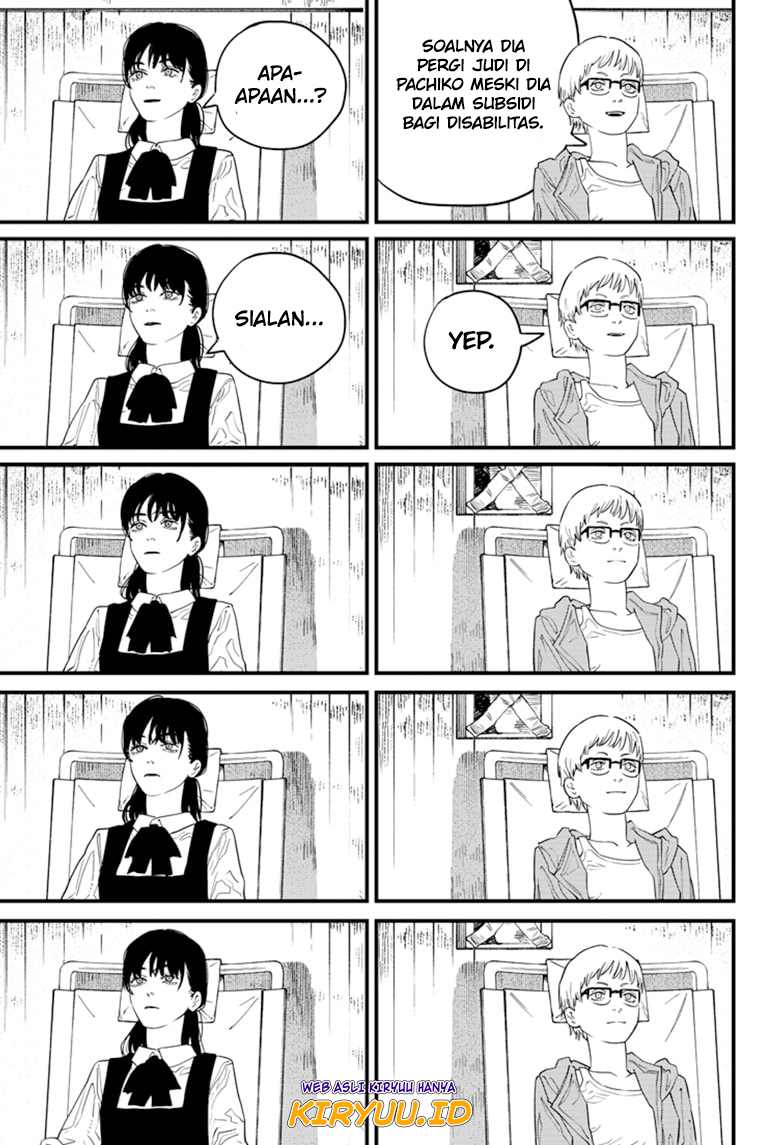 SOALNYA DIA
PERGI JUDI DI
PACHIKO MESKI DIA
DALAM SUBSIDI
BAGI DISABILITAS.
APA-
APAAN...?
YEP.
SIALAN...
WEB ASLI KIRYUU HANYA
KIRYUU.ID